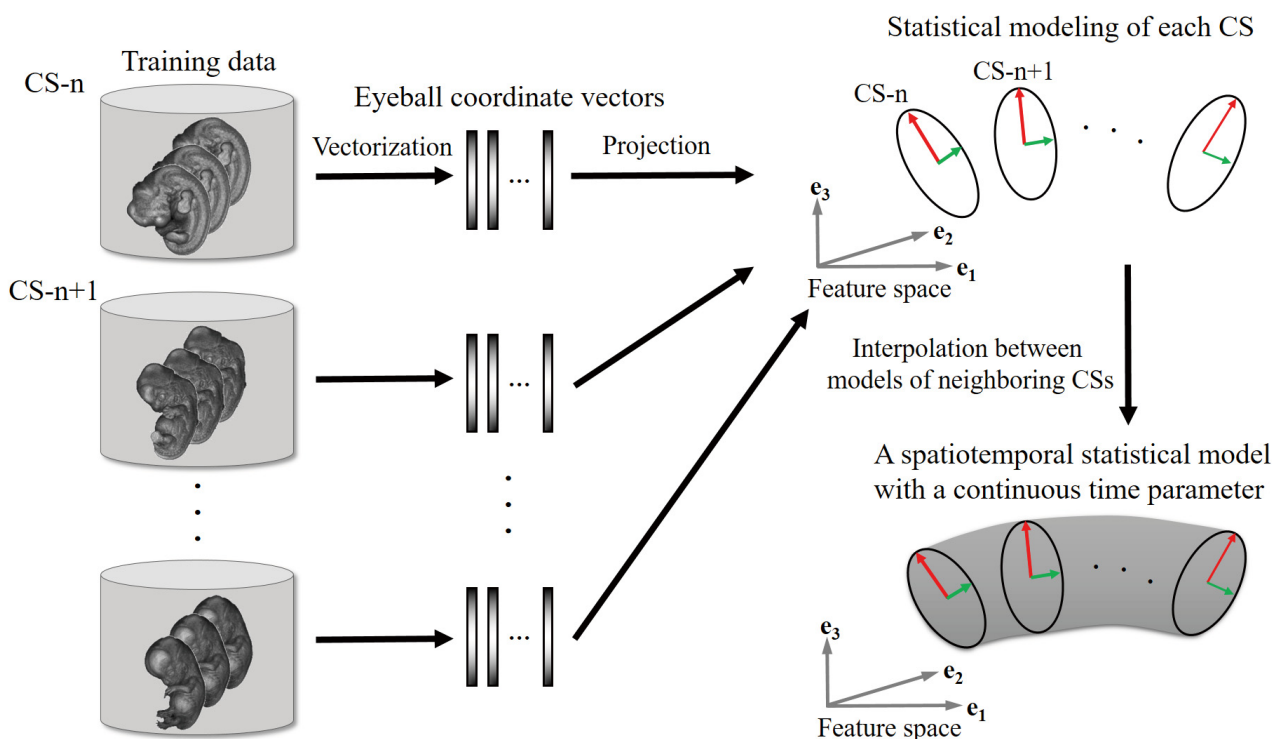 Training data
CS-n
Eyeball coordinate vectors
Vectorization
...
Projection
CS-n+1
...
...
Statistical modeling of each CS
CS-n
CS-n+1
e3
e2
e1
Feature space
Interpolation between
models of neighboring CSs
A spatiotemporal statistical model
with a continuous time parameter
e3
e2
e1
Feature space